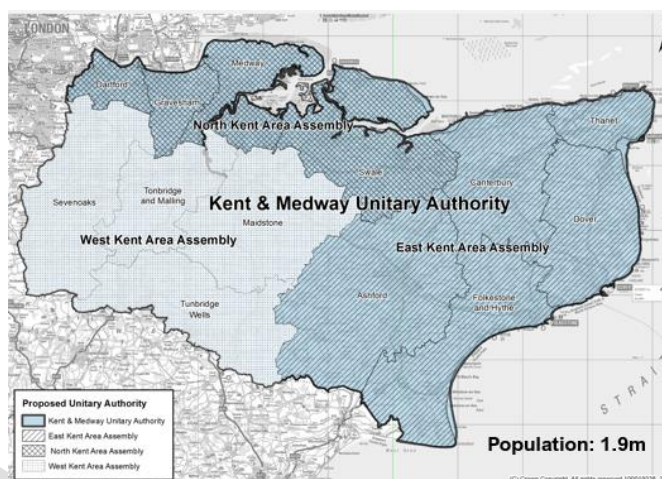 LONDON
Medway
Dartford
Gravesham
North Kent Area Assembly
Thanet
Swale
Canterbury
Sevenoaks
Tonbridge
and Malling
Maidstone
Kent & Medway Unitary Authority
Dover
West Kent Area Assembly
East Kent Area Assembly
Ashford
Folkestone
and Hythe
Tunbridge
Wells
STRAIT
Proposed Unitary Authority
Kent & Medway Unitary Authority
East Kent Area Assembly
North Kent Area Assembly
West Kent Area Assembly
Population: 1.9m